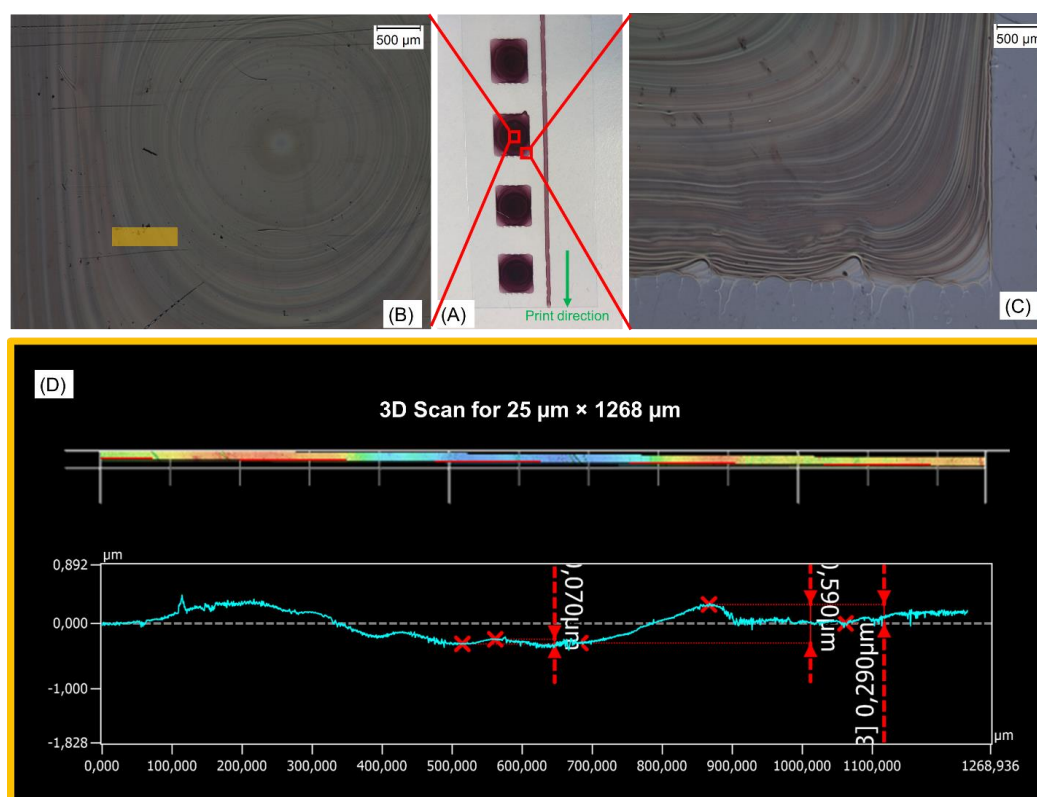 500 µm
500 µm
(B)
(A)
Print direction
(C)
(D)
3D Scan for 25 µm × 1268 µm
µm
0,892
0,000
-1,000
-1,828
0,070µm
0,590µm
3] 0,290µm
µm
0,000 100,000 200,000 300,000 400,000 500,000 600,000 700,000 800,000 900,000 1000,000 1100,000 1268,936